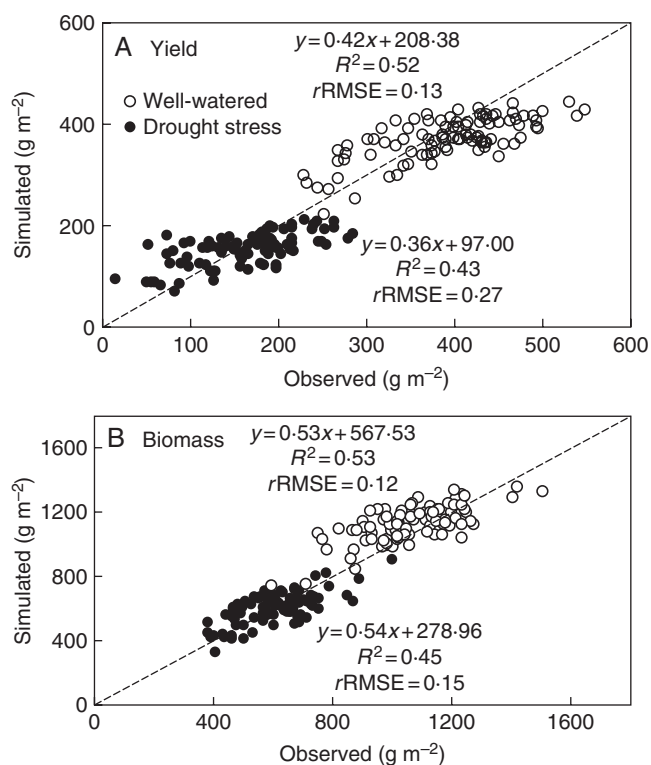 A Yield
y=0·42x+208·38
R²=0·52
rRMSE=0·13
Well-watered
Drought stress
y=0·36x+97·00
R²=0·43
rRMSE=0·27
600
400
200
0
Simulated (g m⁻²)
0 100 200 300 400 500 600
Observed (g m⁻²)
B Biomass
y=0·53x+567·53
R²=0·53
rRMSE=0·12
y=0·54x+278·96
R²=0·45
rRMSE=0·15
1600
1200
800
400
0
Simulated (g m⁻²)
0 400 800 1200 1600
Observed (g m⁻²)